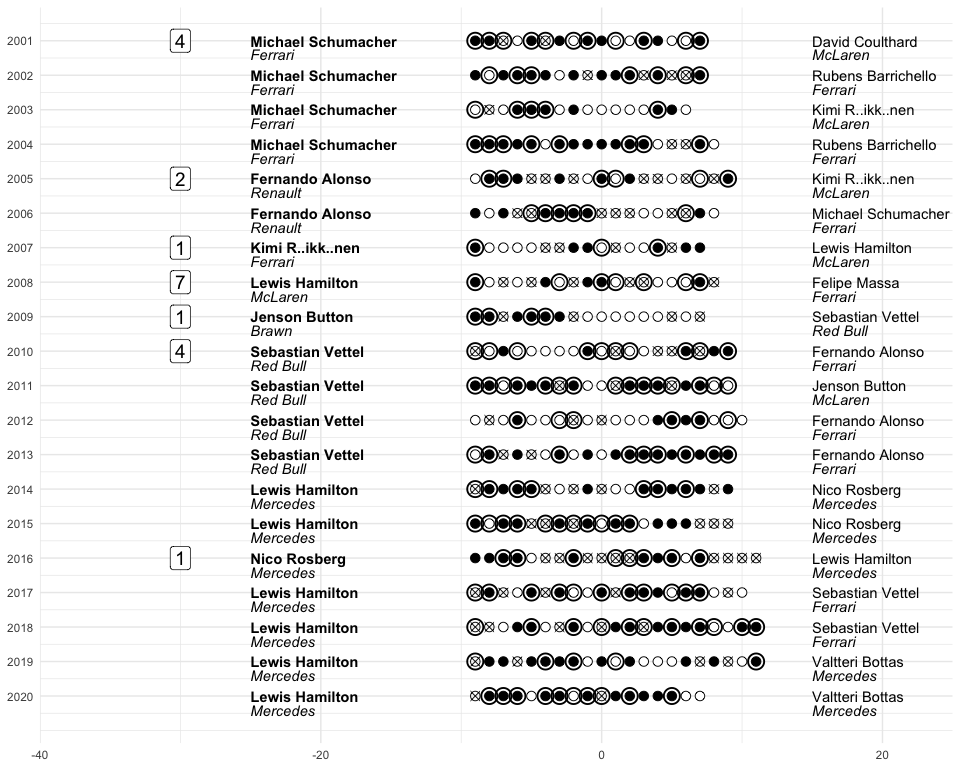 2001 4 Michael Schumacher David Coulthard
Ferrari McLaren
2002 Michael Schumacher Rubens Barrichello
Ferrari Ferrari
2003 Michael Schumacher Kimi R..ikk..nen
Ferrari McLaren
2004 Michael Schumacher Rubens Barrichello
Ferrari Ferrari
2005 2 Fernando Alonso Kimi R..ikk..nen
Renault McLaren
2006 Fernando Alonso Michael Schumacher
Renault Ferrari
2007 1 Kimi R..ikk..nen Lewis Hamilton
Ferrari McLaren
2008 7 Lewis Hamilton Felipe Massa
McLaren Ferrari
2009 1 Jenson Button Sebastian Vettel
Brawn Red Bull
2010 4 Sebastian Vettel Fernando Alonso
Red Bull Ferrari
2011 Sebastian Vettel Jenson Button
Red Bull McLaren
2012 Sebastian Vettel Fernando Alonso
Red Bull Ferrari
2013 Sebastian Vettel Fernando Alonso
Red Bull Ferrari
2014 Lewis Hamilton Nico Rosberg
Mercedes Mercedes
2015 Lewis Hamilton Nico Rosberg
Mercedes Mercedes
2016 1 Nico Rosberg Lewis Hamilton
Mercedes Mercedes
2017 Lewis Hamilton Sebastian Vettel
Mercedes Ferrari
2018 Lewis Hamilton Sebastian Vettel
Mercedes Ferrari
2019 Lewis Hamilton Valtteri Bottas
Mercedes Mercedes
2020 Lewis Hamilton Valtteri Bottas
Mercedes Mercedes
-40 -20 0 20